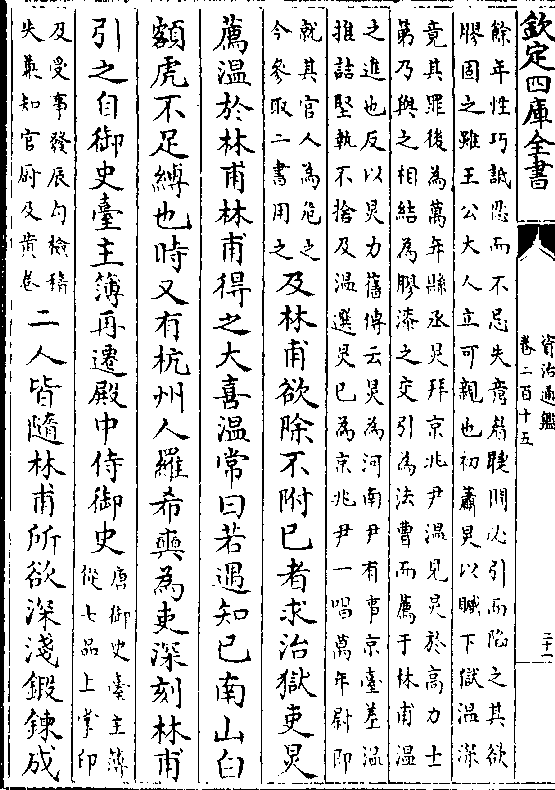 欽定四庫全書
資治通鑑
卷二百十五
三十一
餘年性巧詆忍而不忌失意眉睫間必引而陷之其欲
膠固之雖王公大人立可親也初蕭炅以贓下獄温深
竟其罪後為萬年縣丞炅拜京兆尹温見炅於高力士
第乃與之相結為膠漆之交引為法曹而薦于林甫温
之進也反以炅力舊傳云炅為河南尹有事京臺差温
推詰堅執不捨及温選炅已為京兆尹一唱萬年尉即
就其官人為危之
今參取二書用之
及林甫欲除不附已者求治獄吏炅
薦温於林甫林甫得之大喜温常曰若遇知已南山白
額虎不足縛也時又有杭州人羅希奭為吏深刻林甫
引之自御史臺主簿再遷殿中侍御史
唐御史臺主簿
從七品上掌印
及受事發辰勾檢稽
失兼知官厨及黄卷
二人皆隨林甫所欲深淺鍛鍊成